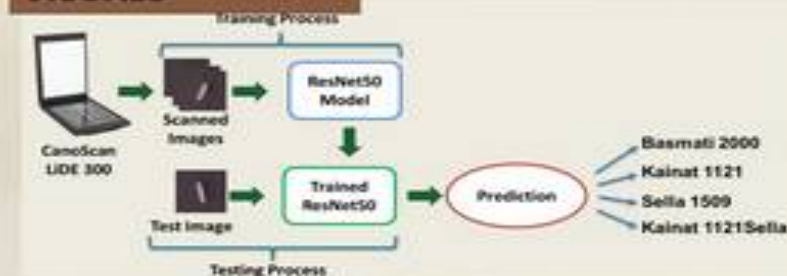 Training Process
ResNet50
Model
Scanned
Images
CanoScan
LiDE 300
Basmati 2000
Kainat 1121
Sella 1509
Kainat 1121Sella
Trained
ResNet50
Prediction
Test Image
Testing Process